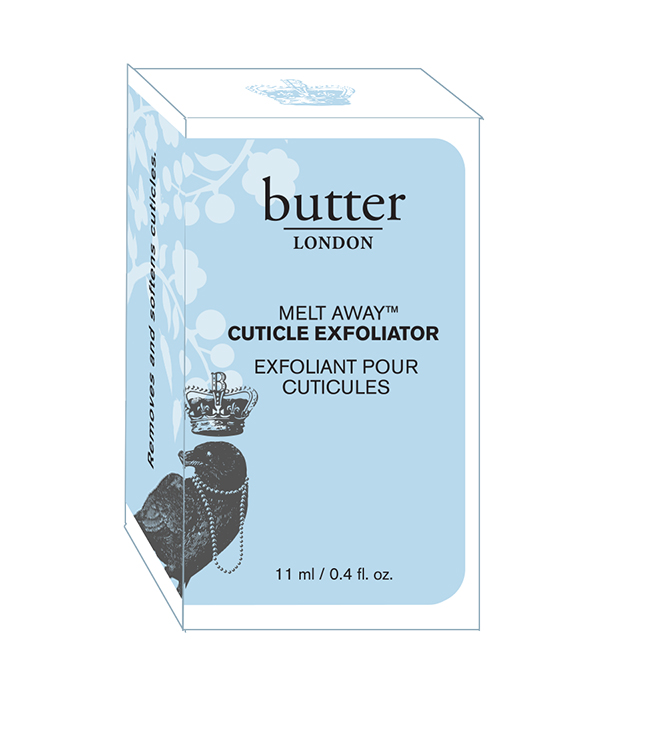 butter
LONDON
MELT AWAY™
CUTICLE EXFOLIATOR
EXFOLIANT POUR
CUTICULES
B
11 ml / 0.4 fl. oz.
Removes and softens cuticles.